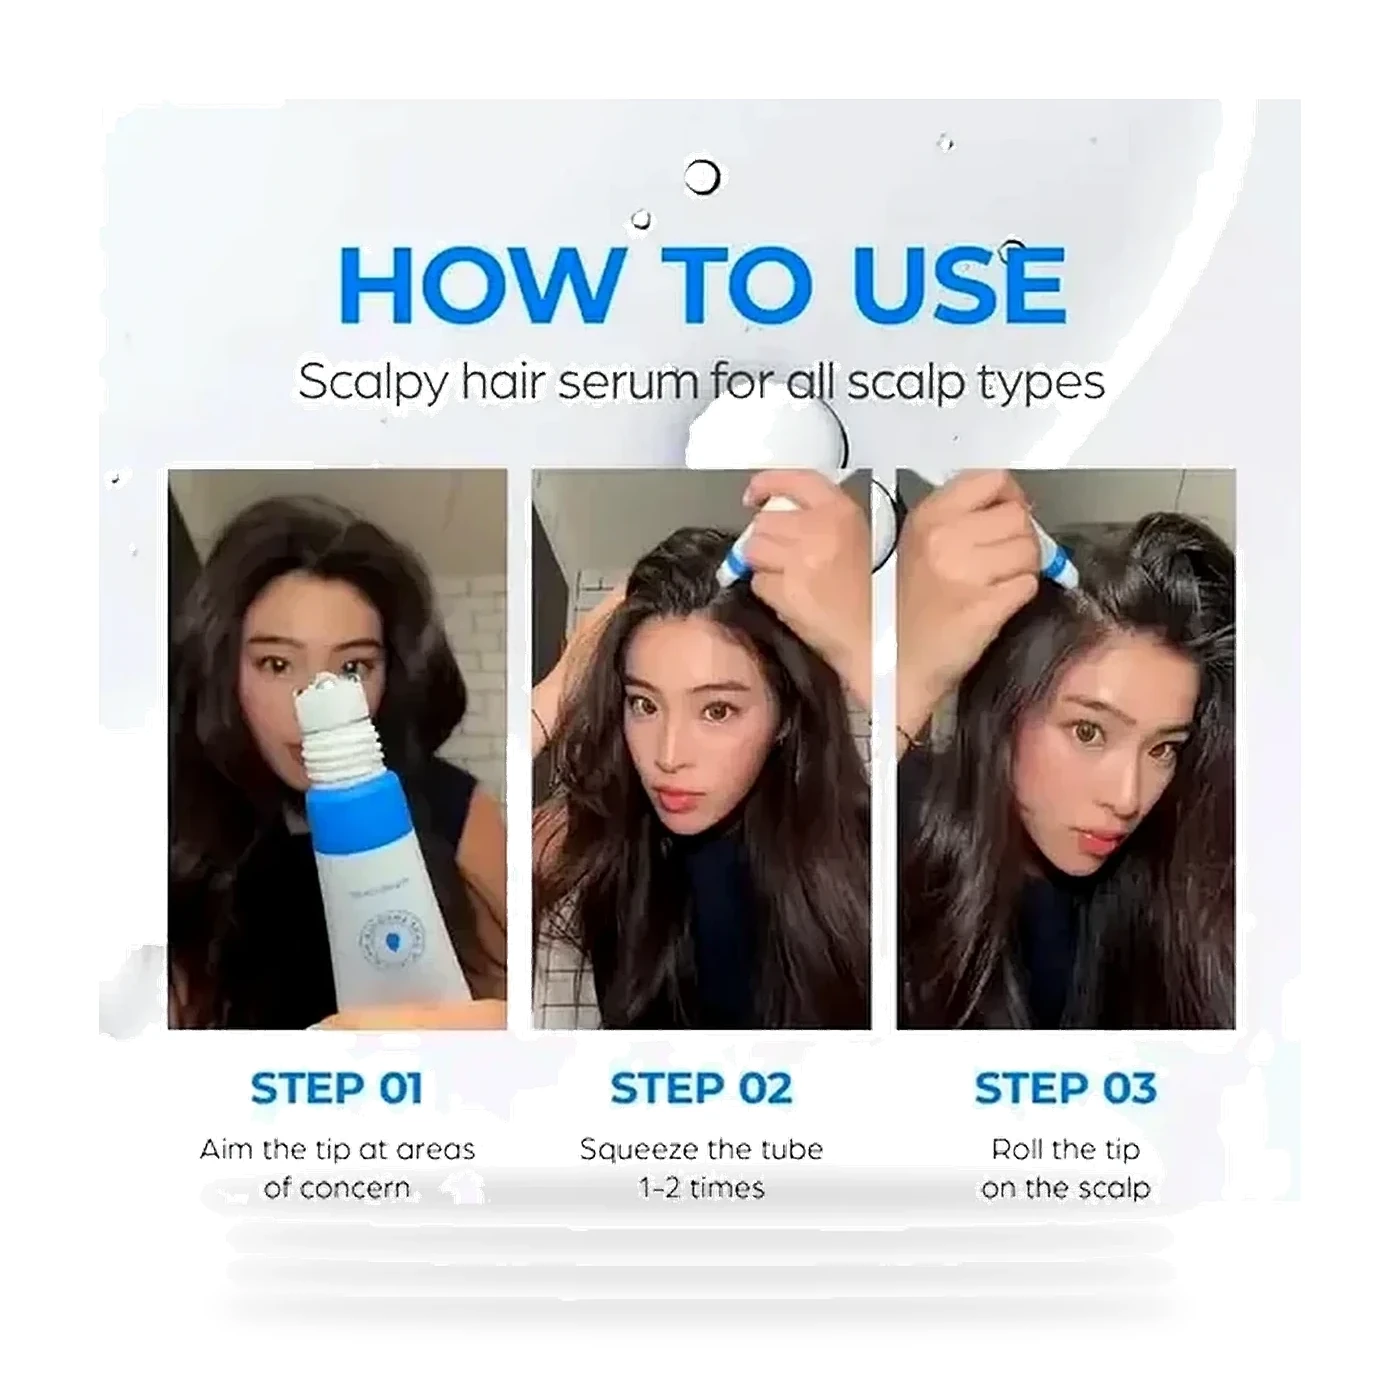 HOW TO USE
Scalpy hair serum for all scalp types
STEP 01
Aim the tip at areas
of concern
STEP 02
Squeeze the tube
1-2 times
STEP 03
Roll the tip
on the scalp